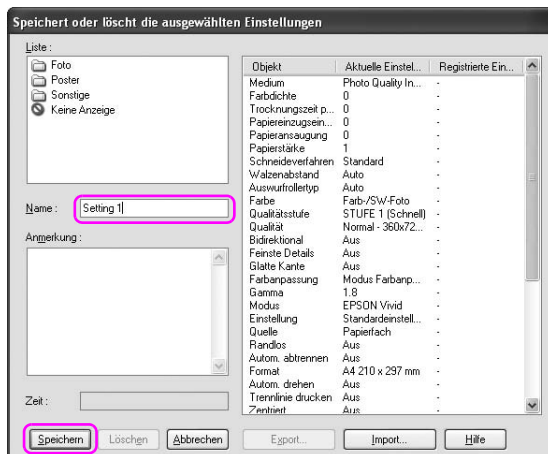 Speichert oder löscht die ausgewählten Einstellungen
Liste :
Foto
Poster
Sonstige
Keine Anzeige
Name : Setting 1
Anmerkung :
Zeit :
Objekt Aktuelle Einstel... Registrierte Ein...
Medium Photo Quality In... -
Farbdichte 0 -
Trocknungszeit p... 0 -
Papiereinzugsein... 0 -
Papieransaugung 0 -
Papierstärke 1 -
Schneideverfahren Standard -
Walzenabstand Auto -
Auswurfrollertyp Auto -
Farbe Farb-/SW-Foto -
Qualitätsstufe STUFE 1 (Schnell) -
Qualität Normal - 360x72... -
Bidirektional Aus -
Feinste Details Aus -
Glatte Kante Aus -
Farbanpassung Modus Farbanp... -
Gamma 1.8 -
Modus EPSON Vivid -
Einstellung Standardeinstell... -
Quelle Papierfach -
Randlos Aus -
Autom. abtrennen Aus -
Format A4 210 x 297 mm -
Autom. drehen Aus -
Trennlinie drucken Aus -
Zentriert Aus -
Speichern Löschen Abbrechen Export... Import... Hilfe